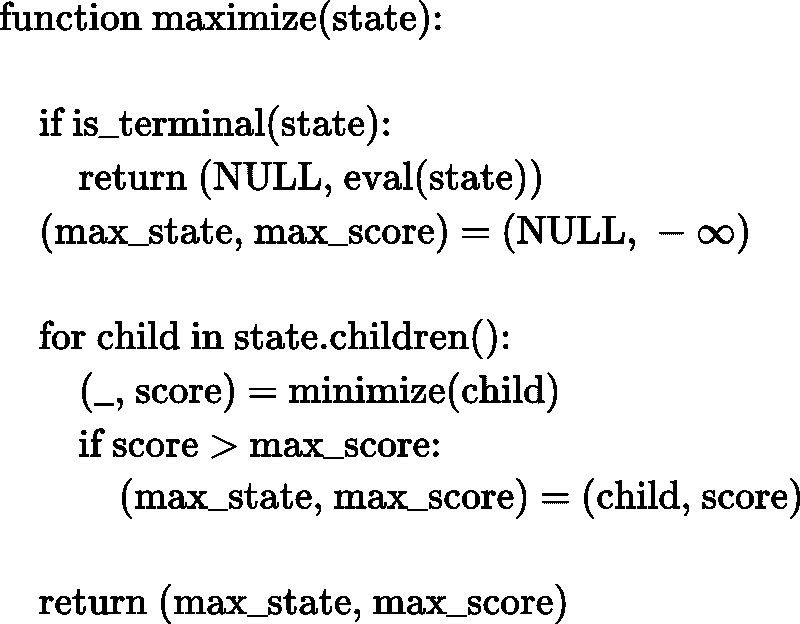 function maximize(state):
if is_terminal(state):
return (NULL, eval(state))
(max_state, max_score) = (NULL, −∞)
for child in state.children():
(_, score) = minimize(child)
if score > max_score:
(max_state, max_score) = (child, score)
return (max_state, max_score)